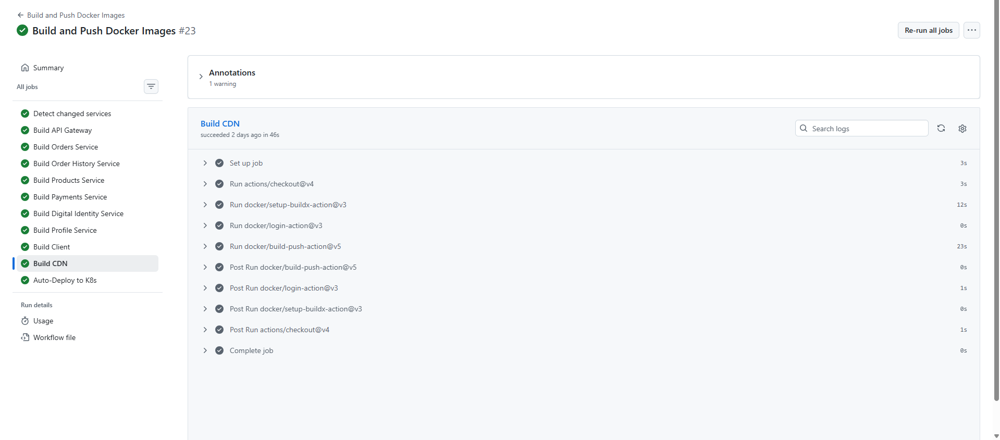 Build and Push Docker Images
Build and Push Docker Images #23
Re-run all jobs
Summary
All jobs
Detect changed services
Build API Gateway
Build Orders Service
Build Order History Service
Build Products Service
Build Payments Service
Build Digital Identity Service
Build Profile Service
Build Client
Build CDN
Auto-Deploy to K8s
Run details
Usage
Workflow file
Annotations
1 warning
Build CDN
succeeded 2 days ago in 46s
Search logs
Set up job 3s
Run actions/checkout@v4 3s
Run docker/setup-buildx-action@v3 12s
Run docker/login-action@v3 0s
Run docker/build-push-action@v5 23s
Post Run docker/build-push-action@v5 0s
Post Run docker/login-action@v3 1s
Post Run docker/setup-buildx-action@v3 0s
Post Run actions/checkout@v4 1s
Complete job 0s